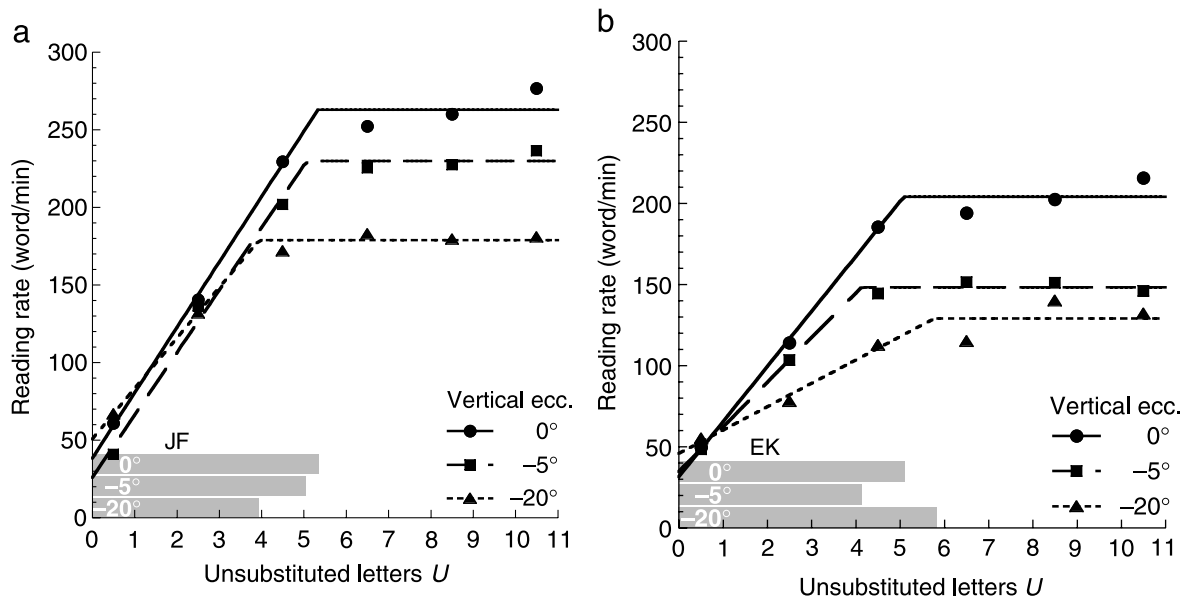 a
300
250
200
150
100
50
0
Reading rate (word/min)
JF
0°
–5°
–20°
Vertical ecc.
0°
–5°
–20°
0 1 2 3 4 5 6 7 8 9 10 11
Unsubstituted letters U
b
300
250
200
150
100
50
0
Reading rate (word/min)
EK
0°
–5°
–20°
Vertical ecc.
0°
–5°
–20°
0 1 2 3 4 5 6 7 8 9 10 11
Unsubstituted letters U